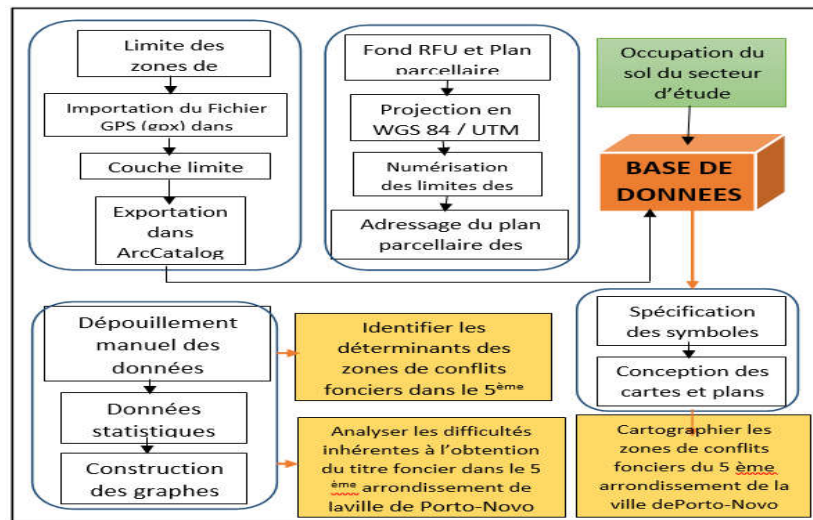 Limite des
zones de
Importation du Fichier
GPS (gpx) dans
Couche limite
Exportation
dans
ArcCatalog
Fond RFU et Plan
parcellaire
Projection en
WGS 84 / UTM
Numérisation
des limites des
Adressage du plan
parcellaire des
Occupation du
sol du secteur
d'étude
BASE DE
DONNEES
Spécification
des symboles
Conception des
cartes et plans
Cartographier les
zones de conflits
fonciers du 5 ème
arrondissement de la
ville dePorto-Novo
Dépouillement
manuel des
données
Données
statistiques
Construction
des graphes
Identifier les
déterminants des
zones de conflits
fonciers dans le 5ème
Analyser les difficultés
inhérentes à l'obtention
du titre foncier dans le 5
ème arrondissement de
laville de Porto-Novo